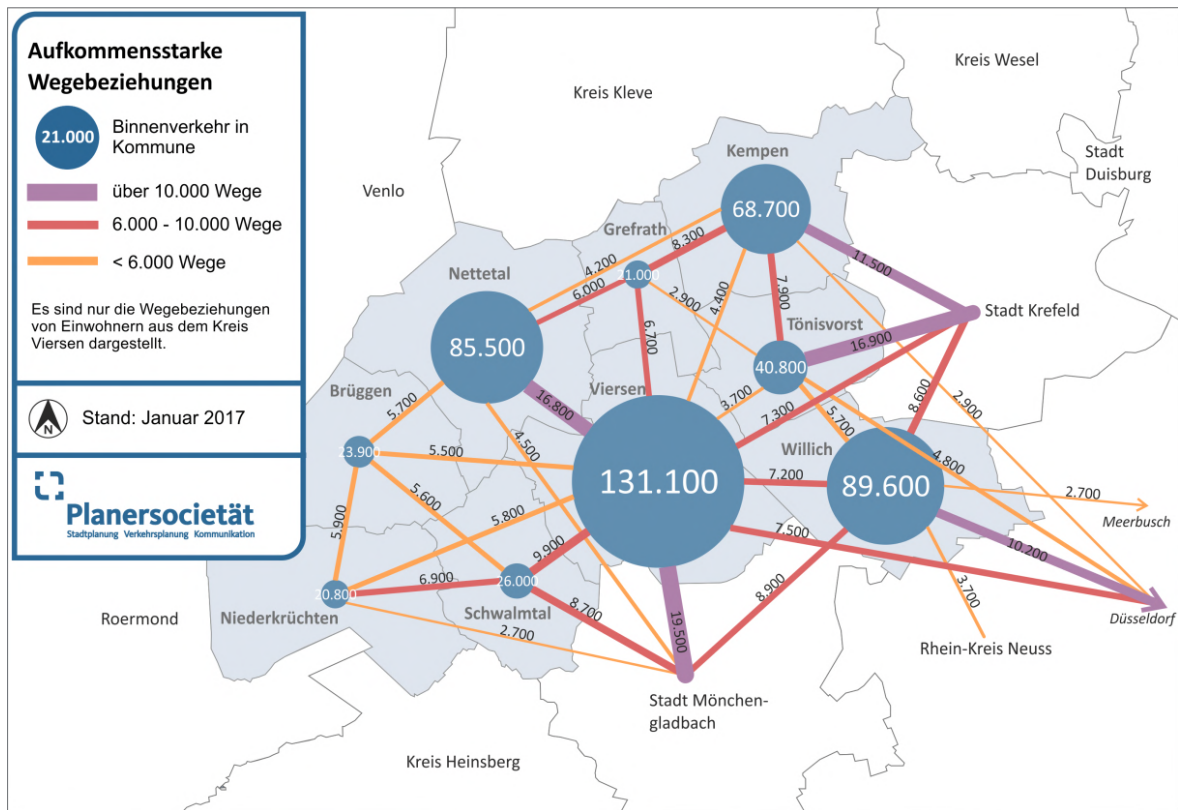 Aufkommensstarke
Wegebeziehungen
21.000
Binnenverkehr in
Kommune
über 10.000 Wege
6.000 - 10.000 Wege
< 6.000 Wege
Es sind nur die Wegebeziehungen
von Einwohnern aus dem Kreis
Viersen dargestellt.
N
Stand: Januar 2017
Planersocietät
Stadtplanung Verkehrsplanung Kommunikation
Kreis Wesel
Kreis Kleve
Stadt
Duisburg
Venlo
Kempen
68.700
Grefrath
21.000
8.300
4.200
6.000
11.500
Nettetal
2.900
4.400
7.900
Stadt Krefeld
Tönisvorst
6.700
16.900
85.500
40.800
Brüggen
Viersen
16.800
3.700
7.300
8.600
2.900
5.700
5.700
4.500
Willich
23.900
5.500
4.800
131.100
7.200
89.600
5.600
2.700
Meerbusch
5.900
5.800
7.500
10.200
9.900
6.900
26.000
20.800
8.900
3.700
Roermond
Niederkrüchten
Schwalmtal
8.700
19.500
Düsseldorf
2.700
Rhein-Kreis Neuss
Stadt Mönchen-
gladbach
Kreis Heinsberg